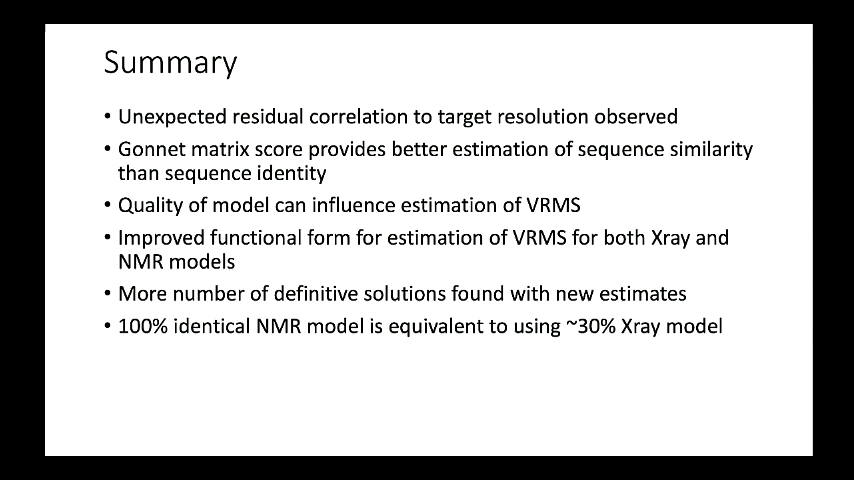 Summary
• Unexpected residual correlation to target resolution observed
• Gonnet matrix score provides better estimation of sequence similarity
than sequence identity
• Quality of model can influence estimation of VRMS
• Improved functional form for estimation of VRMS for both Xray and
NMR models
• More number of definitive solutions found with new estimates
• 100% identical NMR model is equivalent to using ~30% Xray model